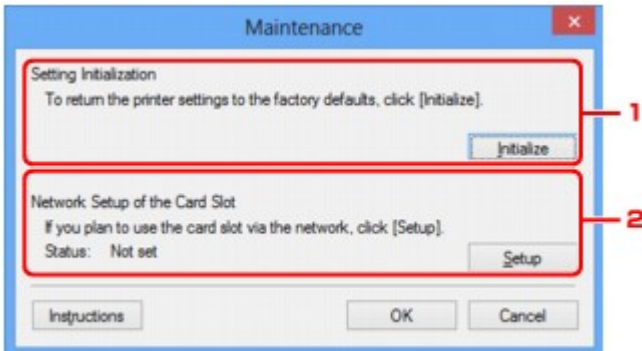 Maintenance
Setting Initialization
To return the printer settings to the factory defaults, click [Initialize].
Initialize
1
Network Setup of the Card Slot
If you plan to use the card slot via the network, click [Setup].
Status: Not set
Setup
2
Instructions OK Cancel